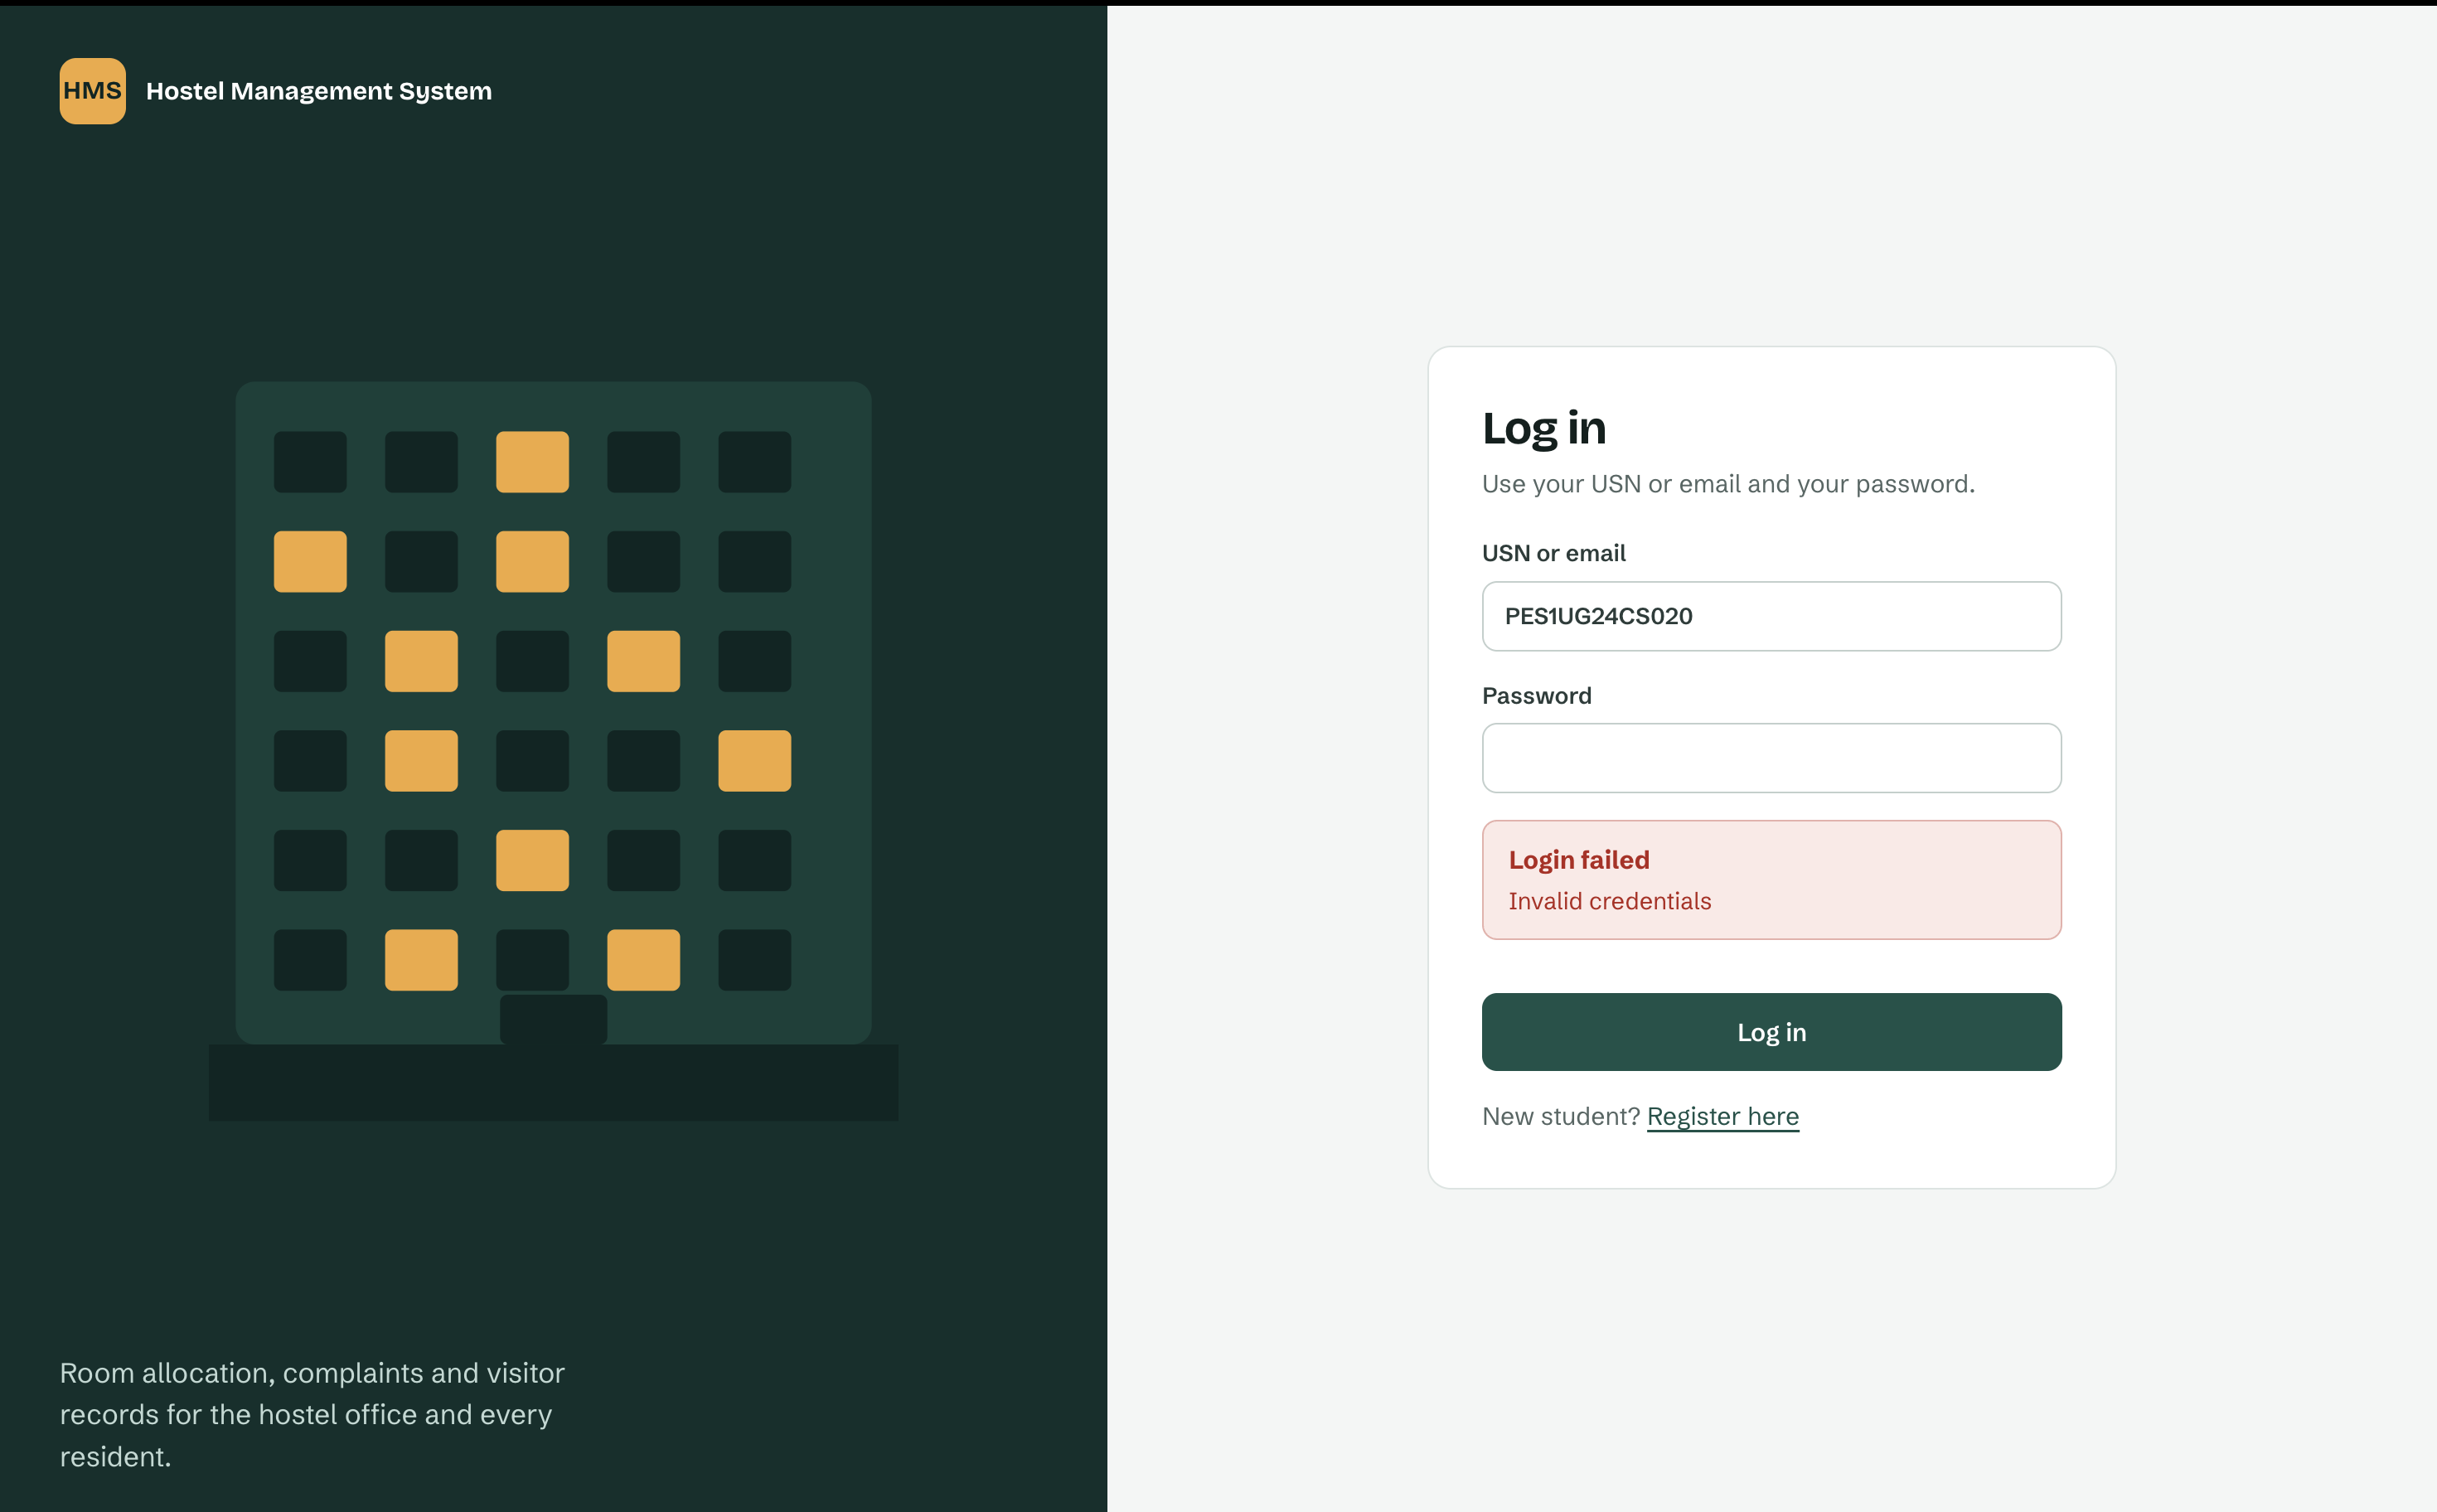 HMS
Hostel Management System
Room allocation, complaints and visitor
records for the hostel office and every
resident.
Log in
Use your USN or email and your password.
USN or email
PES1UG24CS020
Password
Login failed
Invalid credentials
Log in
New student? Register here